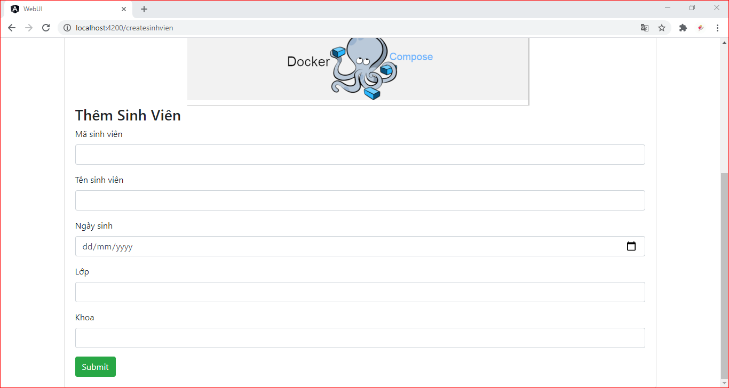 WebUI
localhost:4200/createsinhvien
Docker Compose
Thêm Sinh Viên
Mã sinh viên
Tên sinh viên
Ngày sinh
dd/mm/yyyy
Lớp
Khoa
Submit